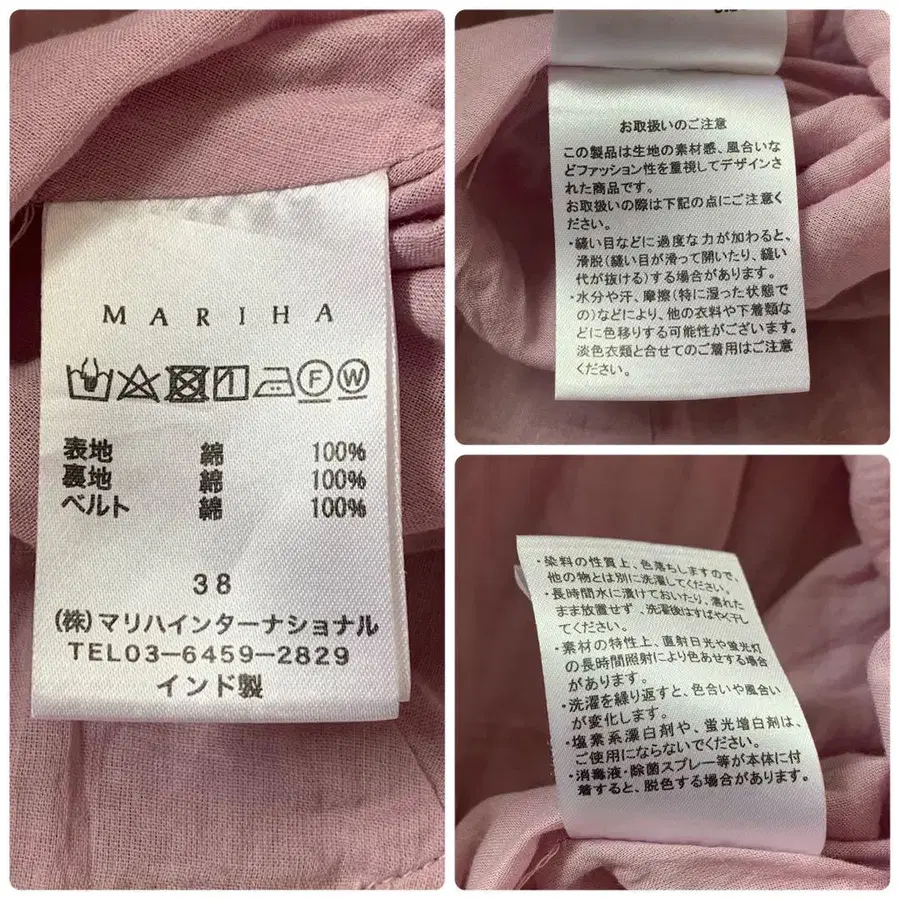 MARIHA
F W
表地 綿 100%
裏地 綿 100%
ベルト 綿 100%
38
(株)マリハインターナショナル
TEL03-6459-2829
インド製
お取扱いのご注意
この製品は生地の素材感、風合いな
どファッション性を重視してデザインさ
れた商品です。
お取扱いの際は下記の点にご注意く
ださい。
・縫い目などに過度な力が加わると、
滑脱(縫い目が滑って開いたり、縫い
代が抜ける)する場合があります。
・水分や汗、摩擦(特に湿った状態で
の)などにより、他の衣料や下着類な
どに色移りする可能性がございます。
淡色衣類と合せてのご着用はご注意
ください。
・染料の性質上、色落ちしますので、
他の物とは別に洗濯してください。
・長時間水に漬けておいたり、濡れた
まま放置せず、洗濯後はすばやく干し
てください。
・素材の特性上、直射日光や蛍光灯
の長時間照射により色あせする場合
があります。
・洗濯を繰り返すと、色合いや風合い
が変化します。
・塩素系漂白剤や、蛍光増白剤は、
ご使用にならないでください。
・消毒液・除菌スプレー等が本体に付
着すると、脱色する場合があります。